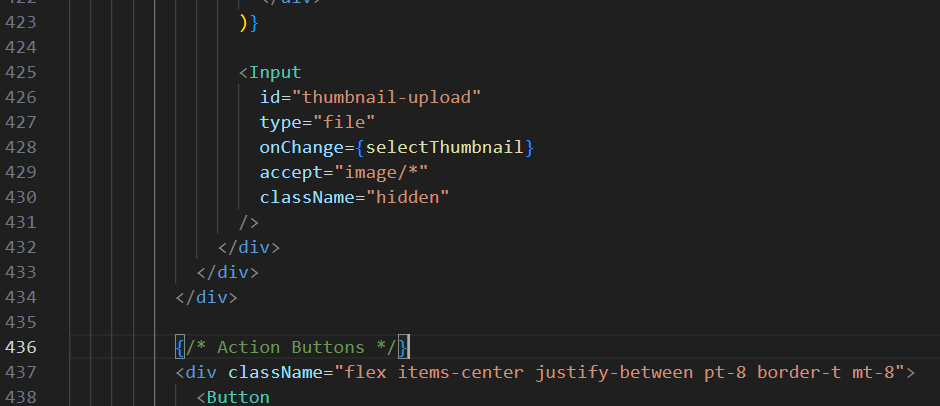 422 </div>
423 )}
424
425 <Input
426 id="thumbnail-upload"
427 type="file"
428 onChange={selectThumbnail}
429 accept="image/*"
430 className="hidden"
431 />
432 </div>
433 </div>
434 </div>
435
436 {/* Action Buttons */}
437 <div className="flex items-center justify-between pt-8 border-t mt-8">
438 <Button